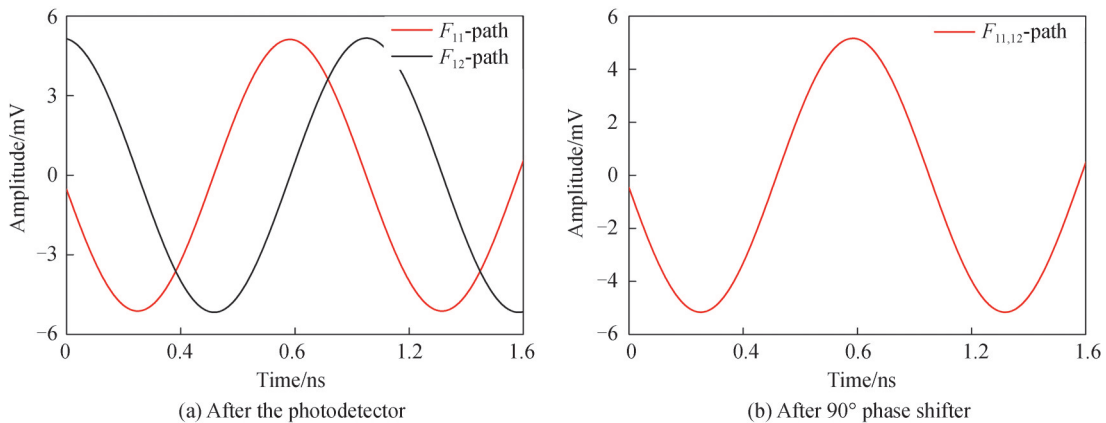 6
3
0
−3
−6
Amplitude/mV
F11-path
F12-path
0
0.4
0.6
1.2
1.6
Time/ns
(a) After the photodetector
6
4
2
0
−2
−4
−6
Amplitude/mV
F11,12-path
0
0.4
0.6
1.2
1.6
Time/ns
(b) After 90° phase shifter